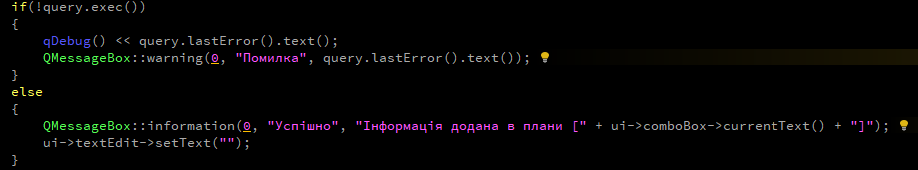 if(!query.exec())
{
qDebug() << query.lastError().text();
QMessageBox::warning(0, "Помилка", query.lastError().text());
}
else
{
QMessageBox::information(0, "Успішно", "Інформація додана в плани [" + ui->comboBox->currentText() + "]");
ui->textEdit->setText("");
}